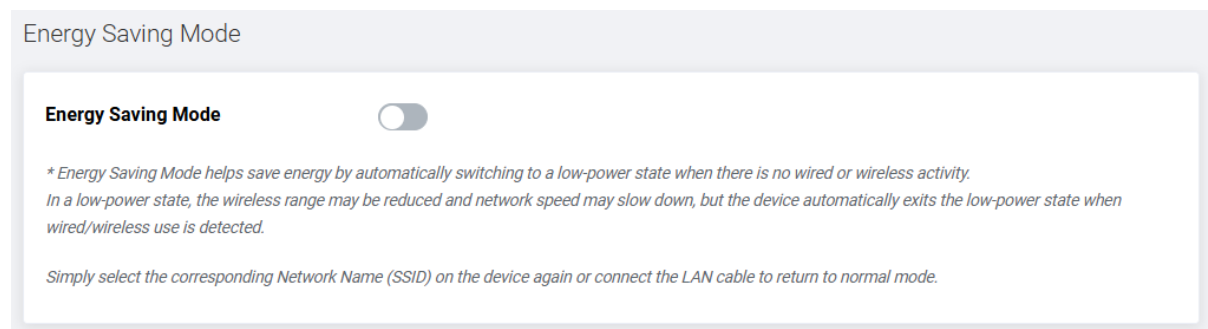 Energy Saving Mode
Energy Saving Mode
* Energy Saving Mode helps save energy by automatically switching to a low-power state when there is no wired or wireless activity.
In a low-power state, the wireless range may be reduced and network speed may slow down, but the device automatically exits the low-power state when
wired/wireless use is detected.
Simply select the corresponding Network Name (SSID) on the device again or connect the LAN cable to return to normal mode.